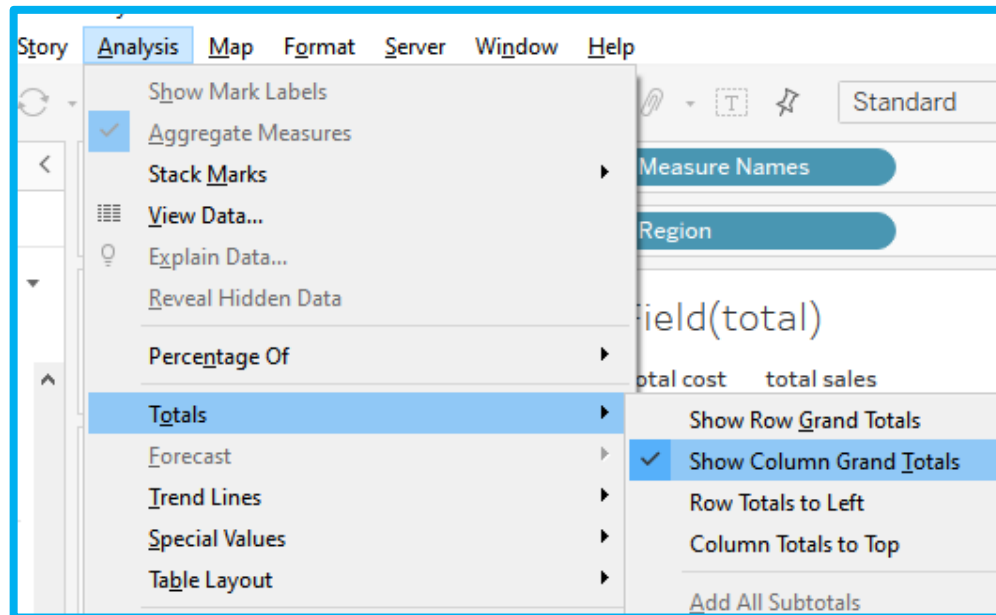 Story Analysis Map Format Server Window Help
Show Mark Labels
T Standard
Aggregate Measures
Stack Marks
Measure Names
View Data...
Region
Explain Data...
Reveal Hidden Data
Field(total)
Percentage Of
total cost total sales
Totals
Show Row Grand Totals
Forecast
Show Column Grand Totals
Trend Lines
Row Totals to Left
Special Values
Column Totals to Top
Table Layout
Add All Subtotals